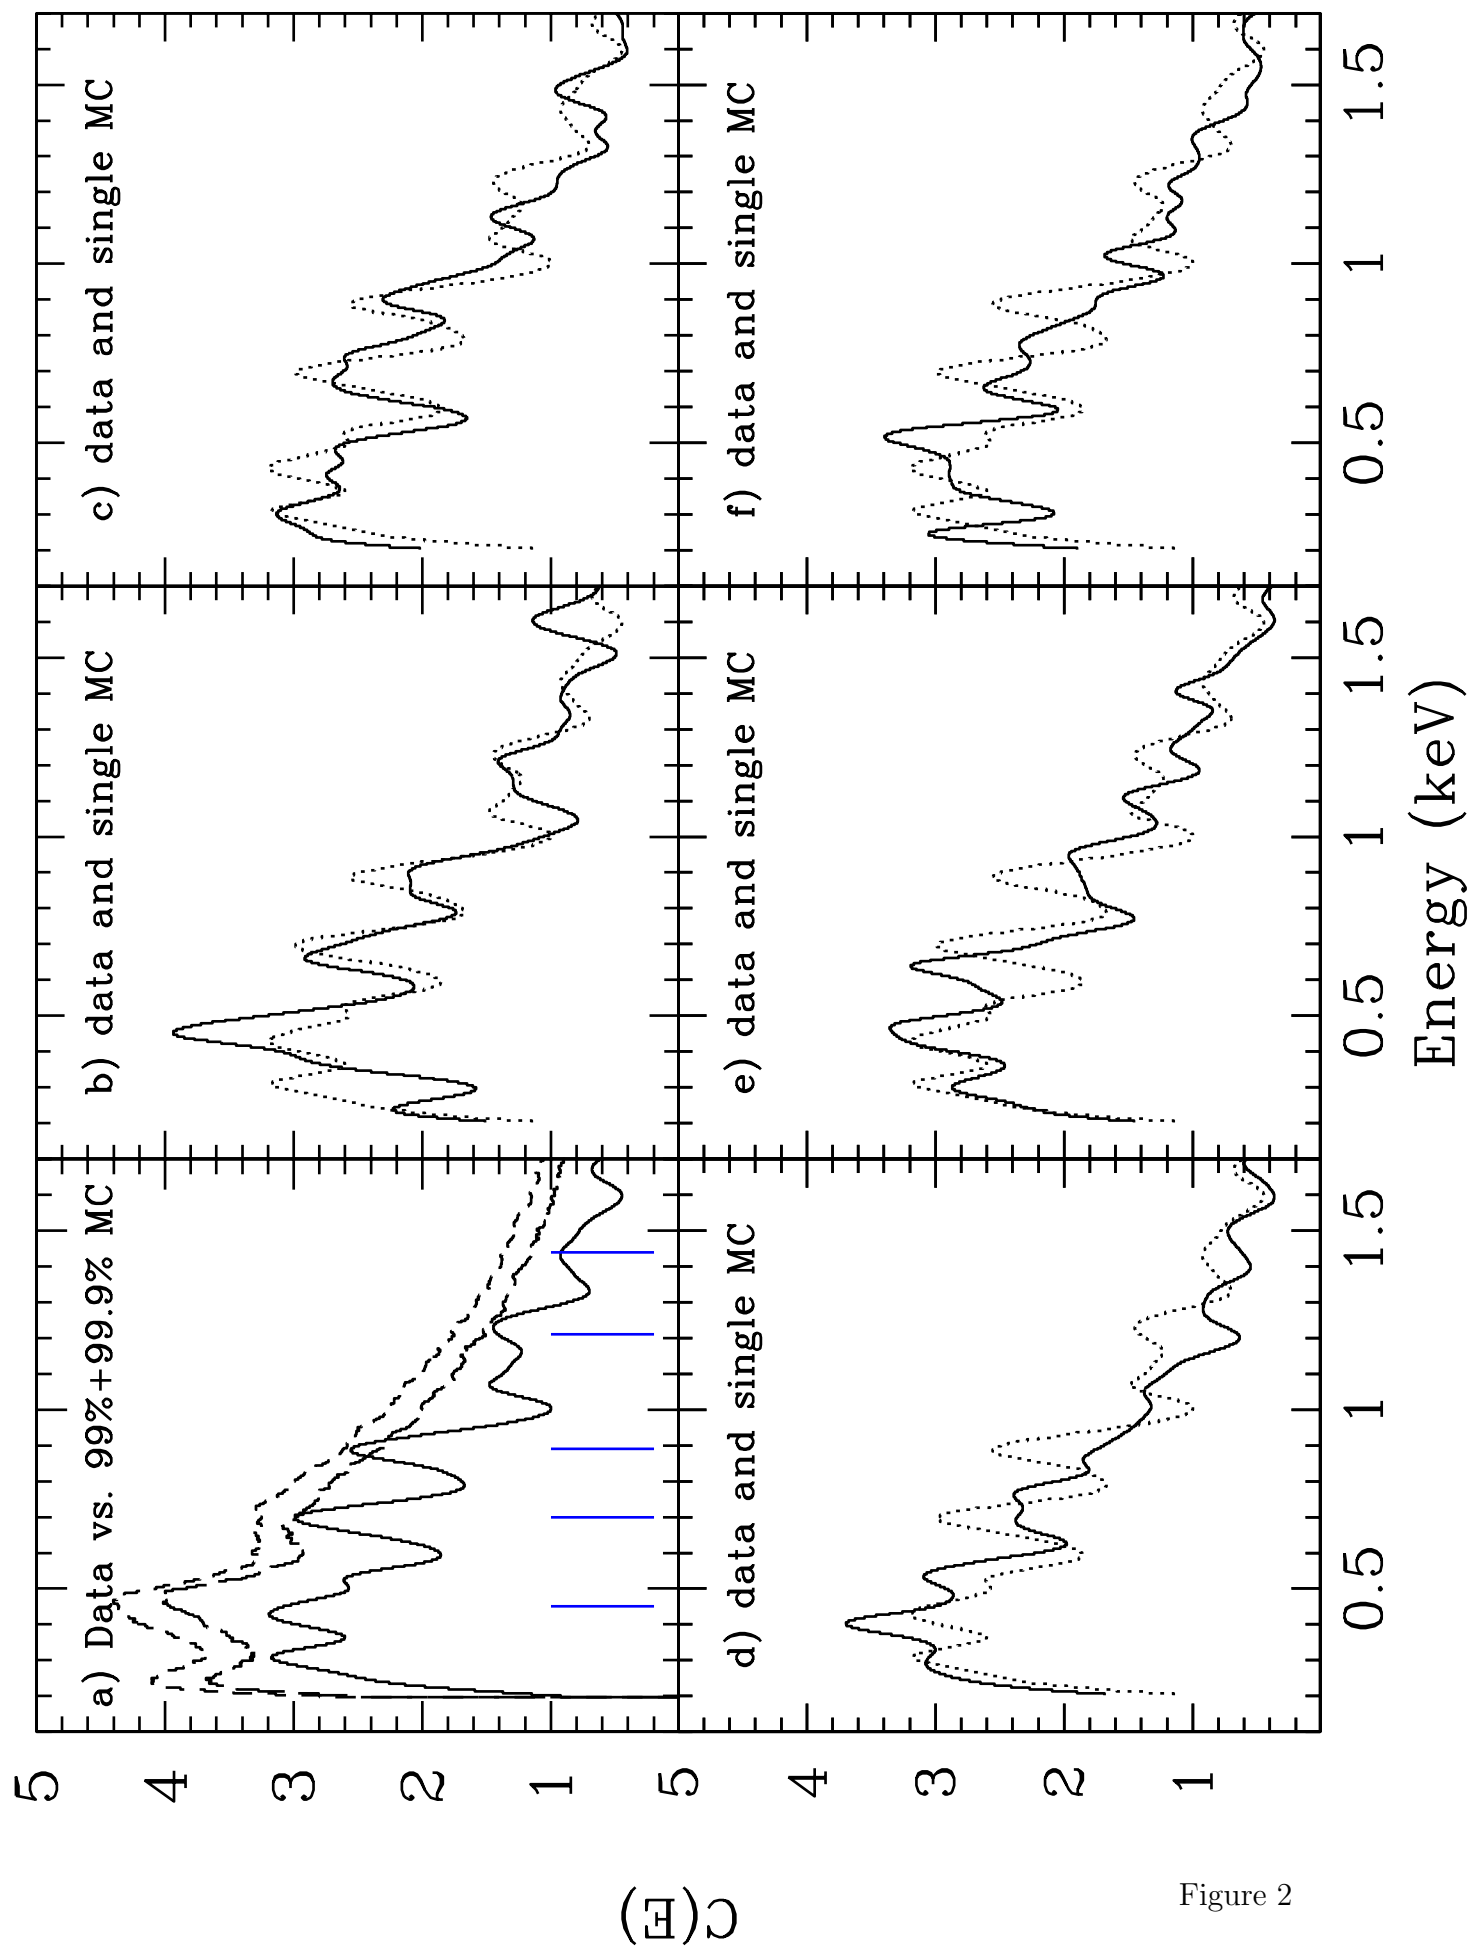 C(E)
5
4
3
2
1
a) Data vs. 99%+99.9% MC
b) data and single MC
c) data and single MC
5
4
3
2
1
d) data and single MC
e) data and single MC
f) data and single MC
0.5
1
1.5
0.5
1
1.5
0.5
1
1.5
Energy (keV)
Figure 2